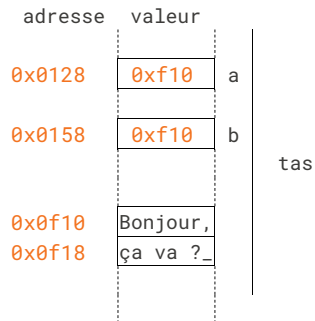 adresse valeur
0x0128 0xf10 a
0x0158 0xf10 b
tas
0x0f10 Bonjour,
0x0f18 ça va ?_